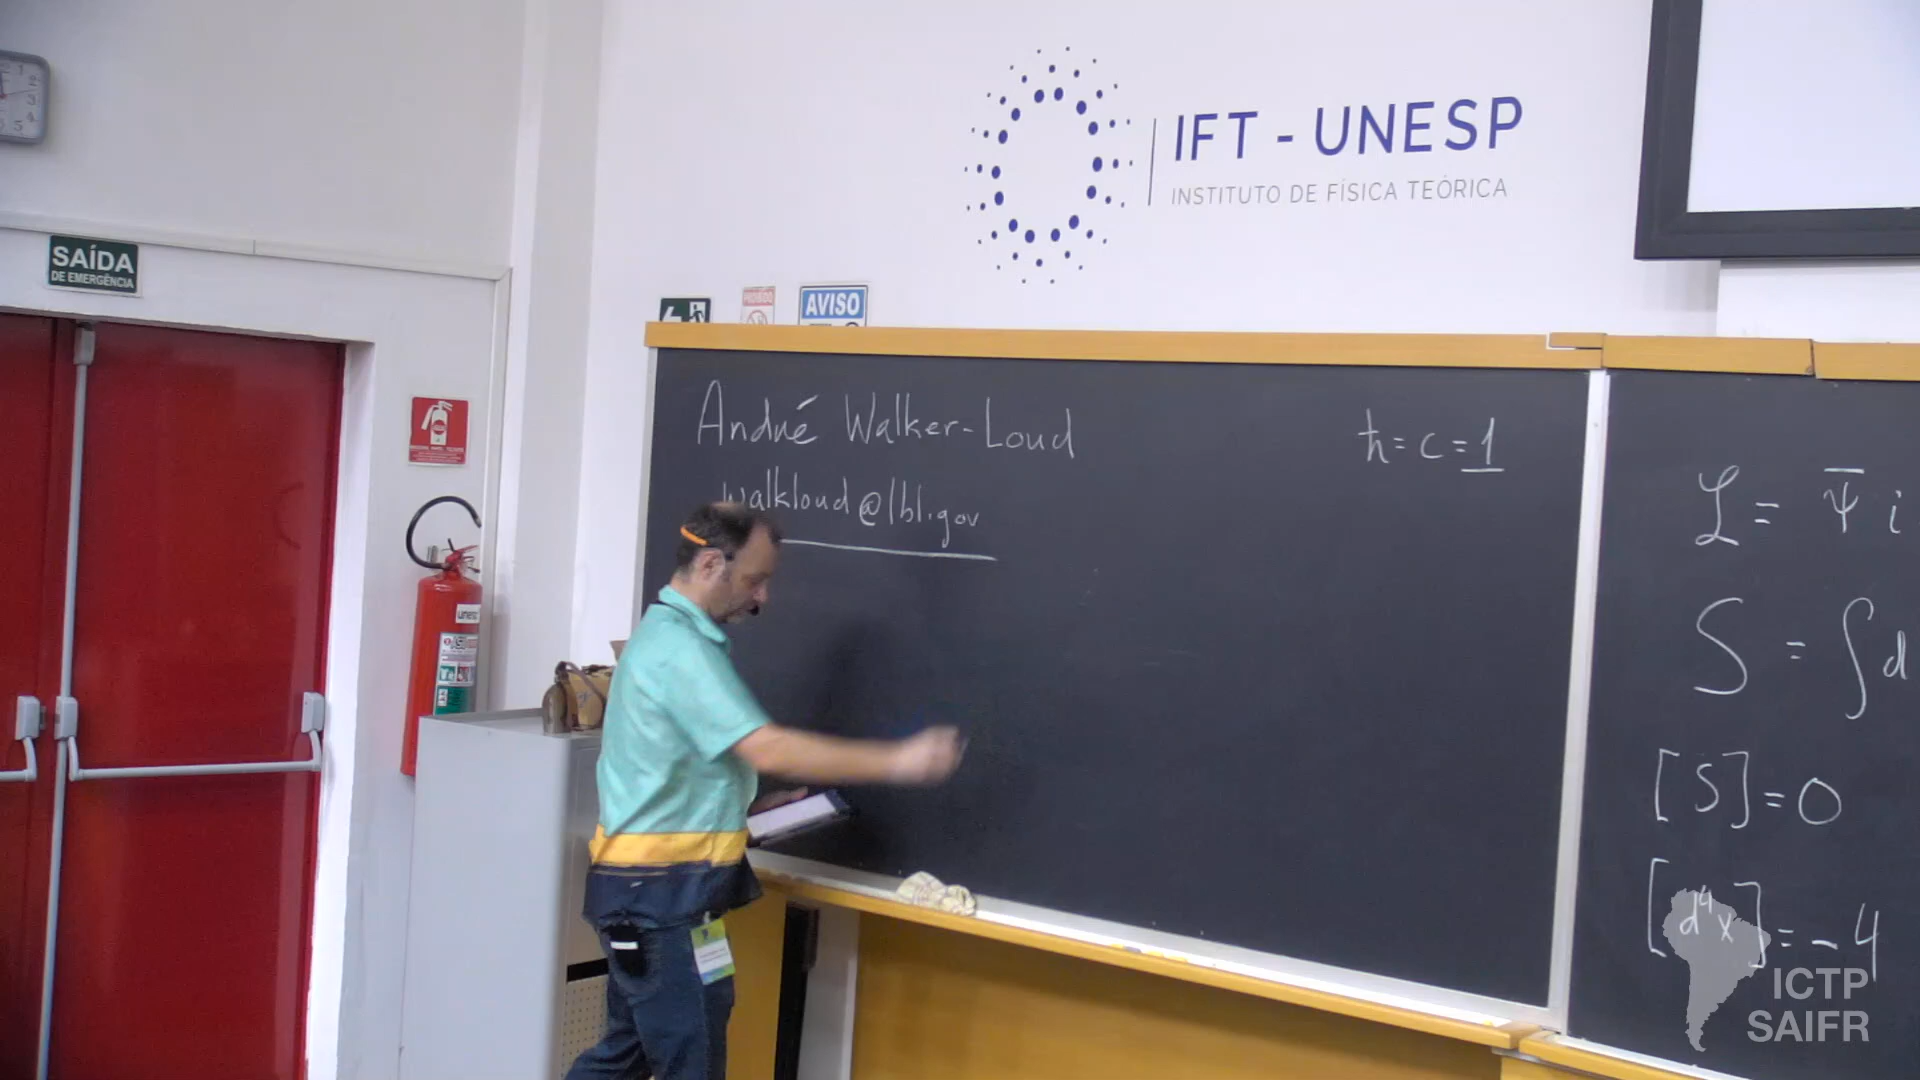 IFT - UNESP
INSTITUTO DE FÍSICA TEÓRICA
SAÍDA
DE EMERGÊNCIA
AVISO
André Walker-Loud
walkloud@lbl.gov
ħ = c = 1
ℒ = Ψ̄ i
S = ∫ d
[S] = 0
[d⁴x] = -4
unesp
ICTP
SAIFR